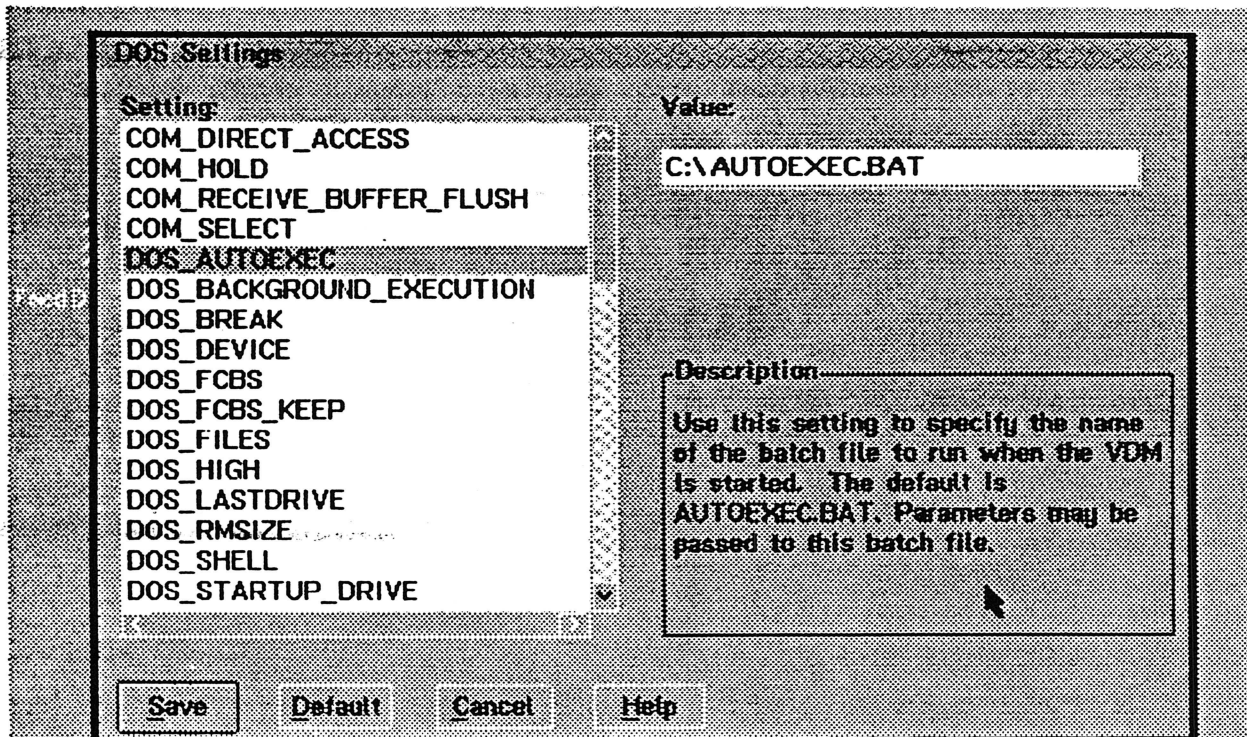 DOS Settings
Setting:
COM_DIRECT_ACCESS
COM_HOLD
COM_RECEIVE_BUFFER_FLUSH
COM_SELECT
DOS_AUTOEXEC
DOS_BACKGROUND_EXECUTION
DOS_BREAK
DOS_DEVICE
DOS_FCBS
DOS_FCBS_KEEP
DOS_FILES
DOS_HIGH
DOS_LASTDRIVE
DOS_RMSIZE
DOS_SHELL
DOS_STARTUP_DRIVE
Value:
C:\AUTOEXEC.BAT
Description
Use this setting to specify the name
of the batch file to run when the VDM
is started. The default is
AUTOEXEC.BAT. Parameters may be
passed to this batch file.
Save Default Cancel Help